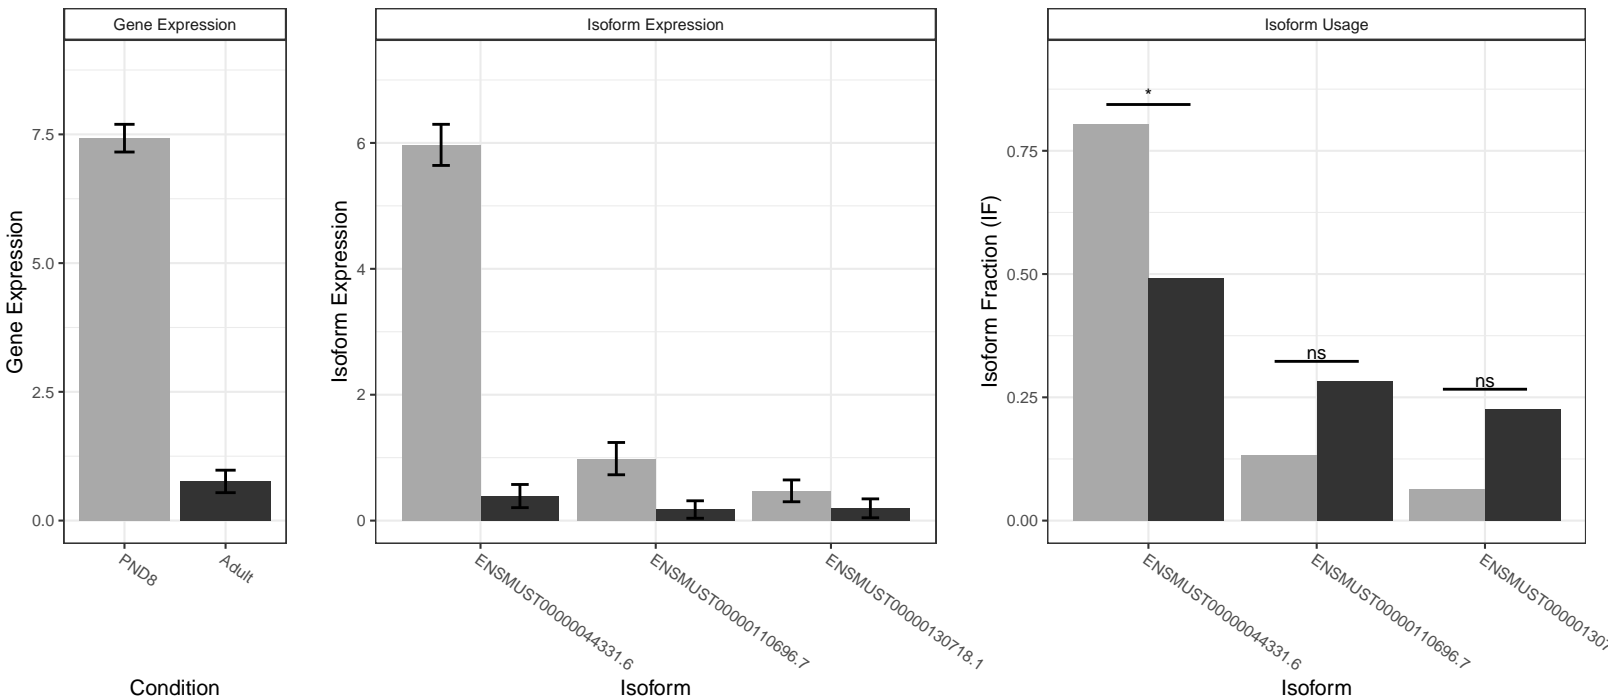 Gene Expression
Isoform Expression
Isoform Usage
Gene Expression
7.5
5.0
2.5
0.0
PND8
Adult
Condition
Isoform Expression
6
4
2
0
ENSMUST00000044331.6
ENSMUST00000110696.7
ENSMUST00000130718.1
Isoform
Isoform Fraction (IF)
0.75
0.50
0.25
0.00
*
ns
ns
ENSMUST00000044331.6
ENSMUST00000110696.7
ENSMUST000001307
Isoform